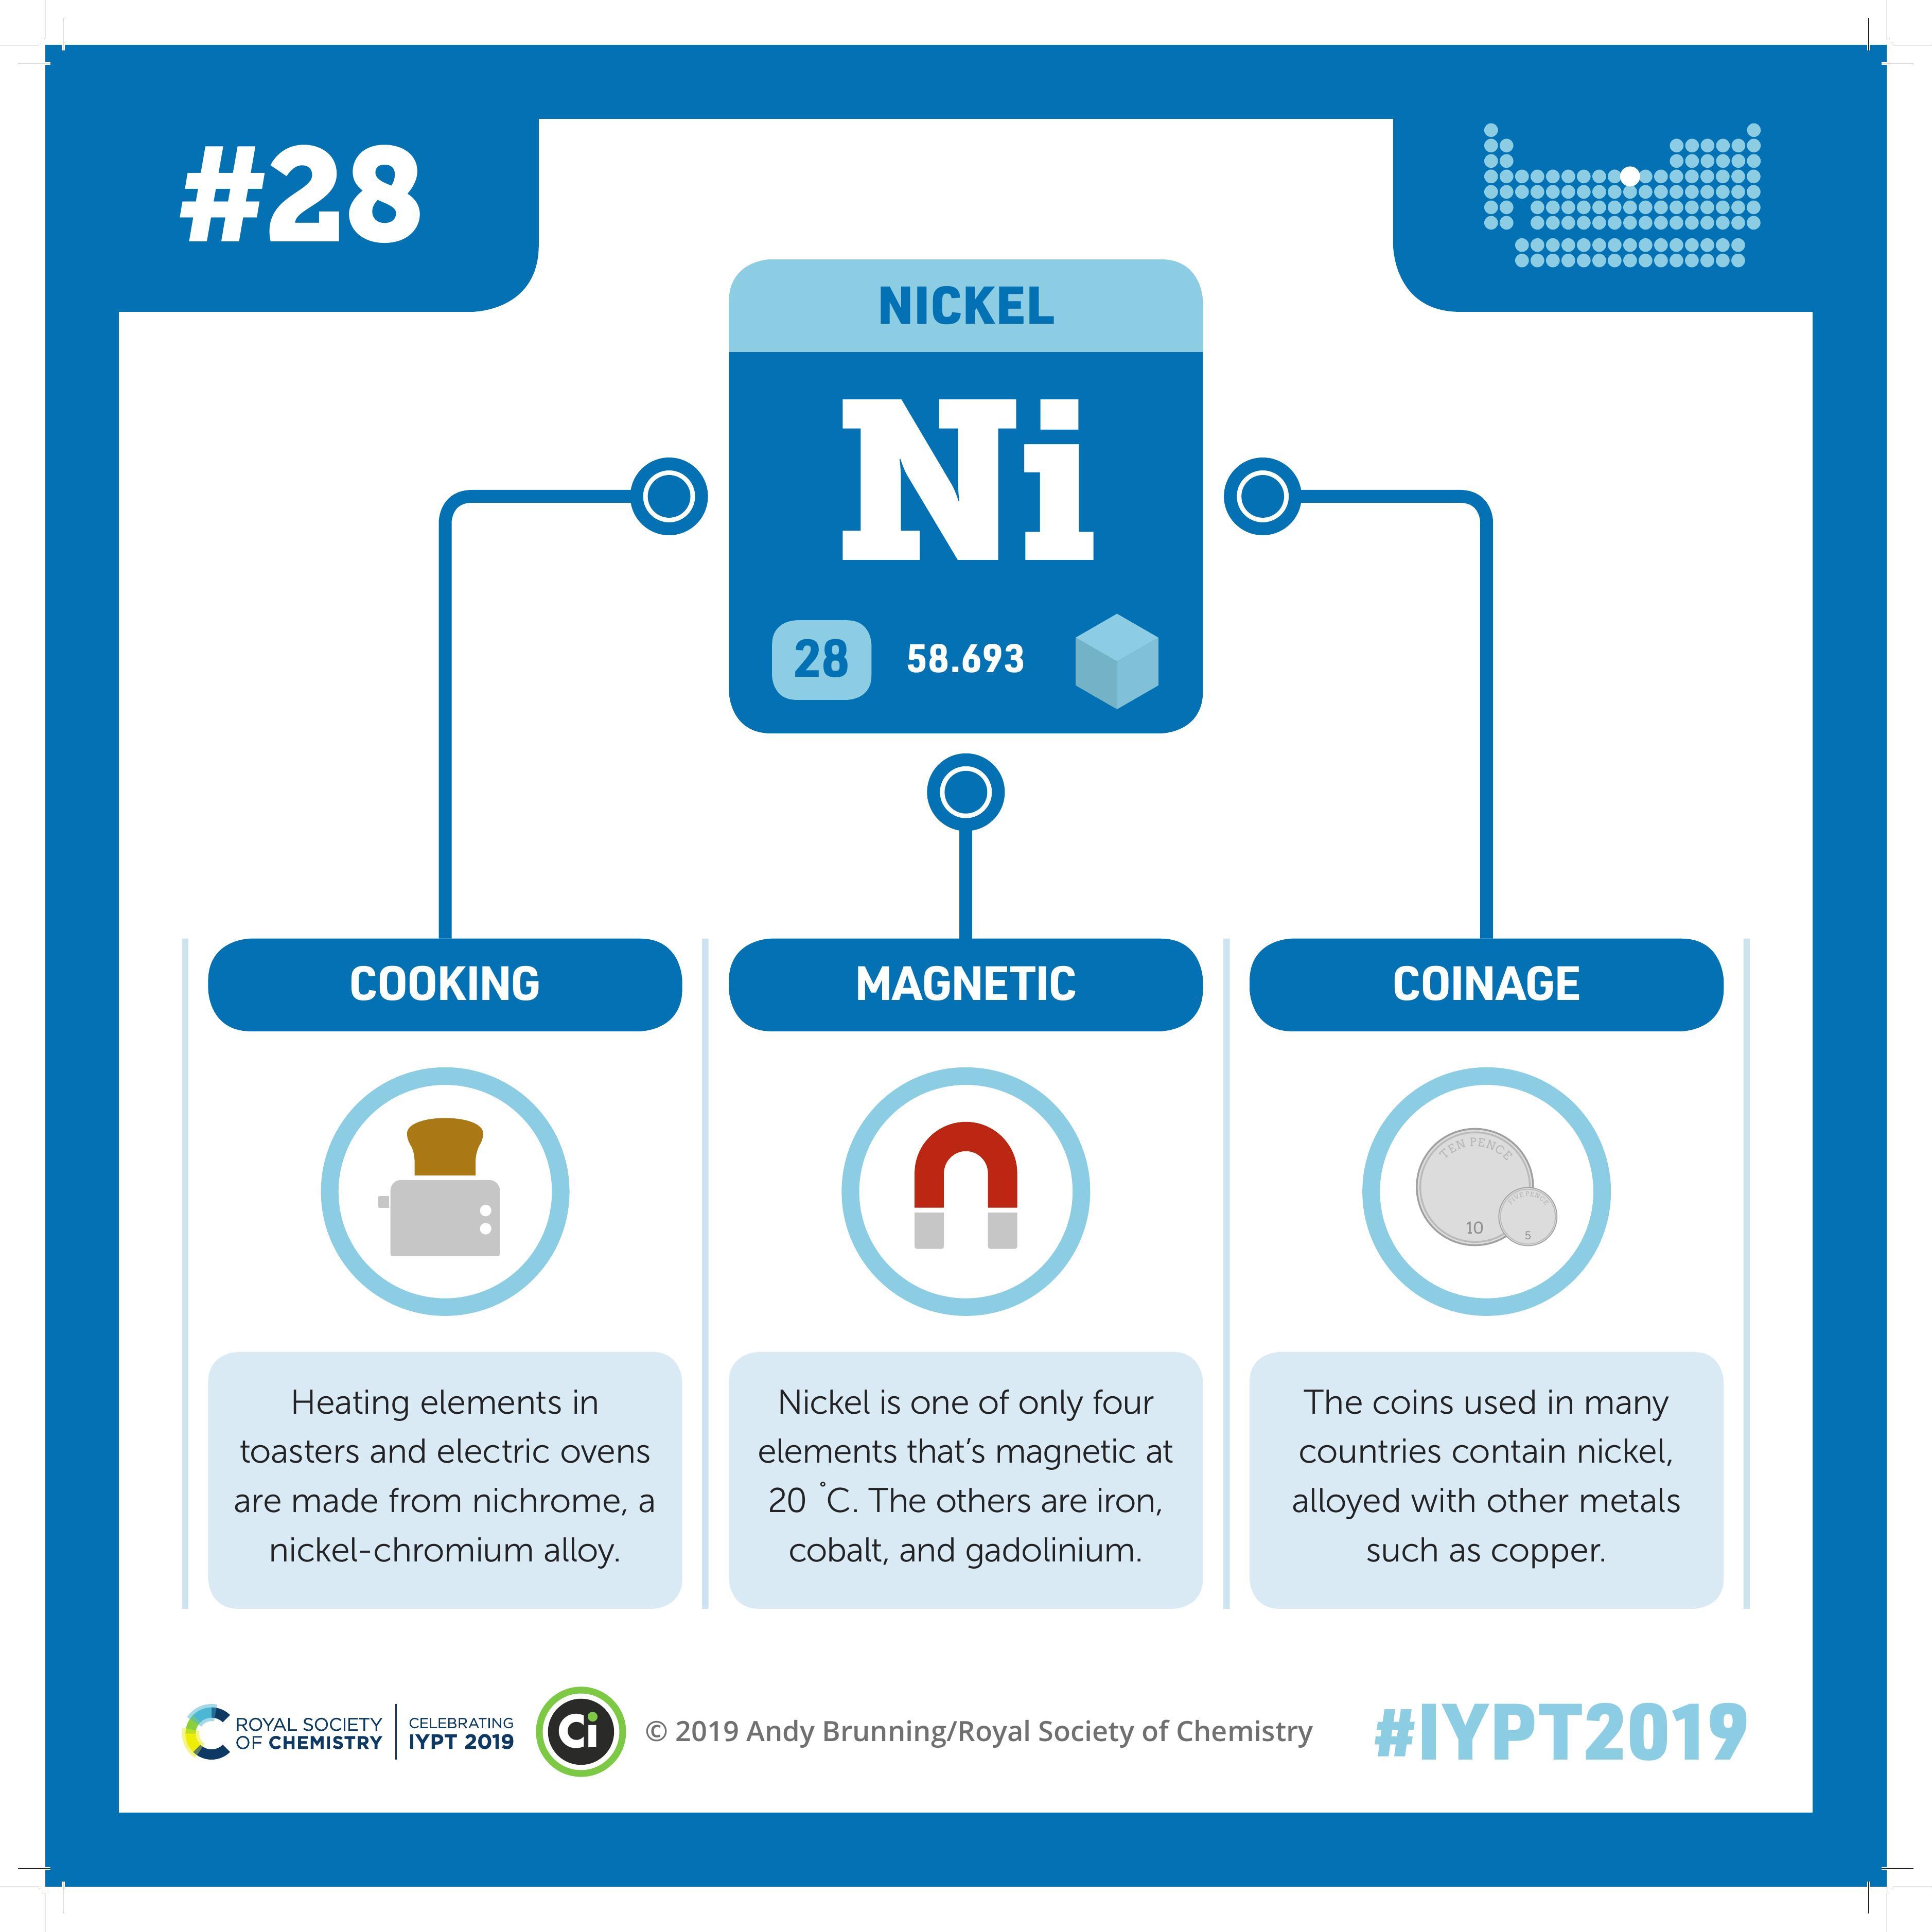 #28
NICKEL
Ni
28 58.693
COOKING
MAGNETIC
COINAGE
TEN PENCE
10
FIVE PENCE
5
Heating elements in
toasters and electric ovens
are made from nichrome, a
nickel-chromium alloy.
Nickel is one of only four
elements that's magnetic at
20 ˚C. The others are iron,
cobalt, and gadolinium.
The coins used in many
countries contain nickel,
alloyed with other metals
such as copper.
ROYAL SOCIETY
OF CHEMISTRY
CELEBRATING
IYPT 2019
Ci
© 2019 Andy Brunning/Royal Society of Chemistry
#IYPT2019